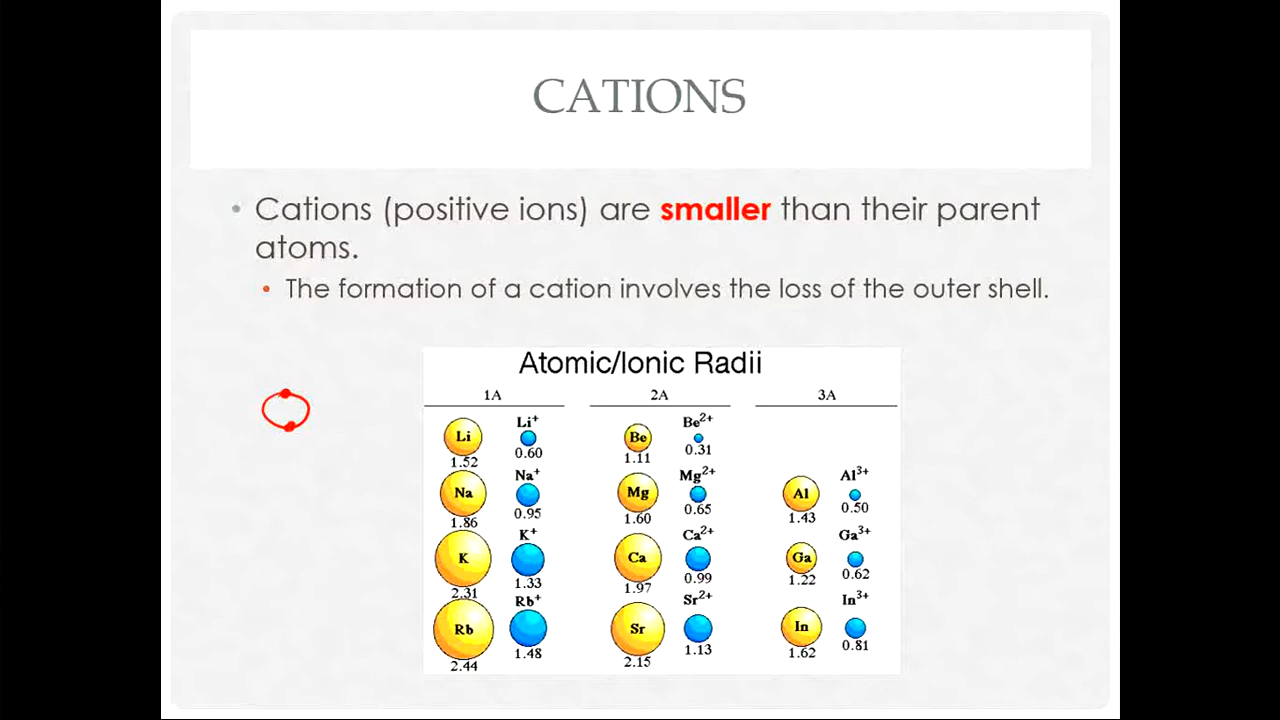 CATIONS
• Cations (positive ions) are smaller than their parent
atoms.
• The formation of a cation involves the loss of the outer shell.
Atomic/Ionic Radii
1A 2A 3A
Li Li⁺ Be Be²⁺
1.52 0.60 1.11 0.31
Na Na⁺ Mg Mg²⁺ Al Al³⁺
1.86 0.95 1.60 0.65 1.43 0.50
K K⁺ Ca Ca²⁺ Ga Ga³⁺
2.31 1.33 1.97 0.99 1.22 0.62
Rb Rb⁺ Sr Sr²⁺ In In³⁺
2.44 1.48 2.15 1.13 1.62 0.81